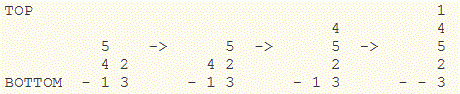 TOP                                          1
                                 4           4
          5    ->      5  ->     5    ->     5
          4 2        4 2         2           2
BOTTOM  - 1 3      - 1 3     - 1 3       - - 3